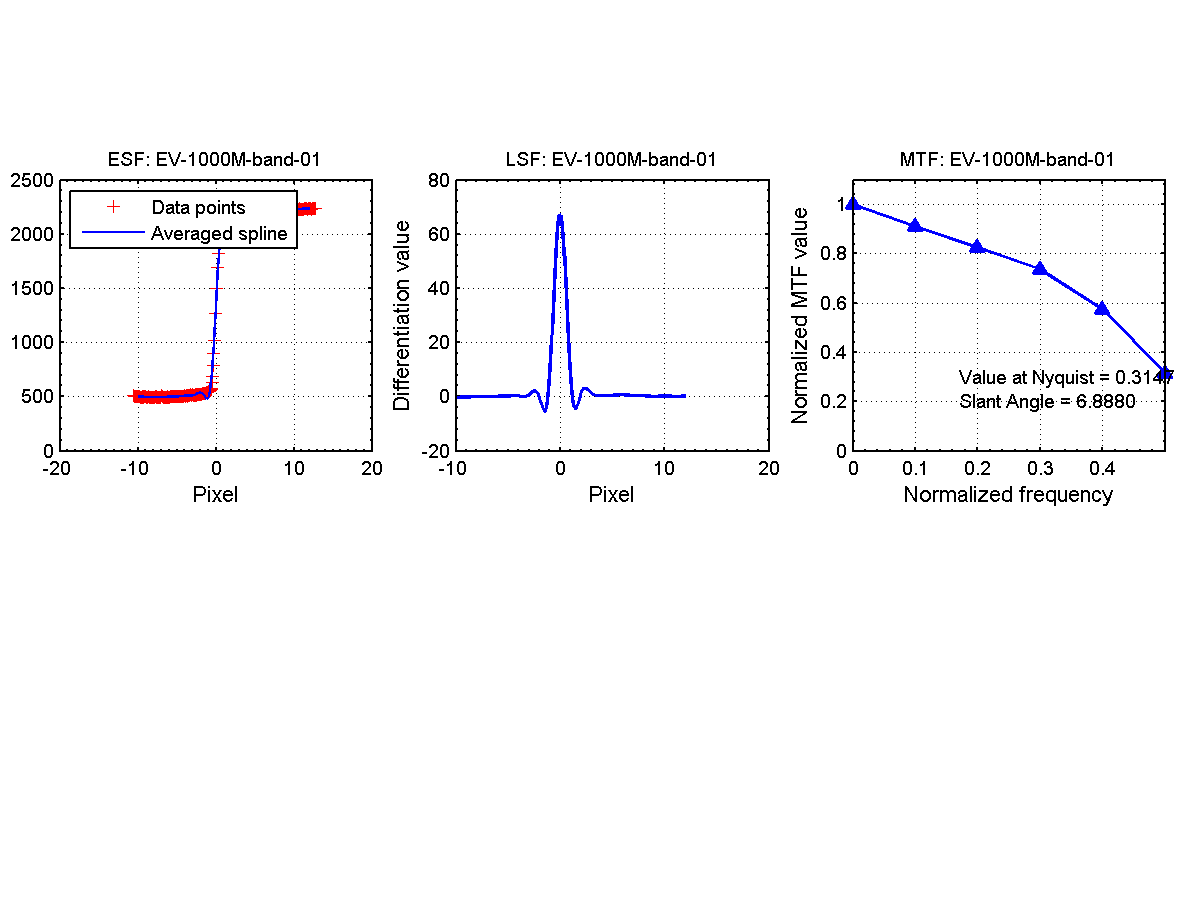 ESF: EV-1000M-band-01
2500
2000
1500
1000
500
0
-20
-10
0
10
20
Pixel
Data points
Averaged spline
LSF: EV-1000M-band-01
Differentiation value
80
60
40
20
0
-20
-10
0
10
20
Pixel
MTF: EV-1000M-band-01
Normalized MTF value
1
0.8
0.6
0.4
0.2
0
0
0.1
0.2
0.3
0.4
Normalized frequency
Value at Nyquist = 0.3147
Slant Angle = 6.8880